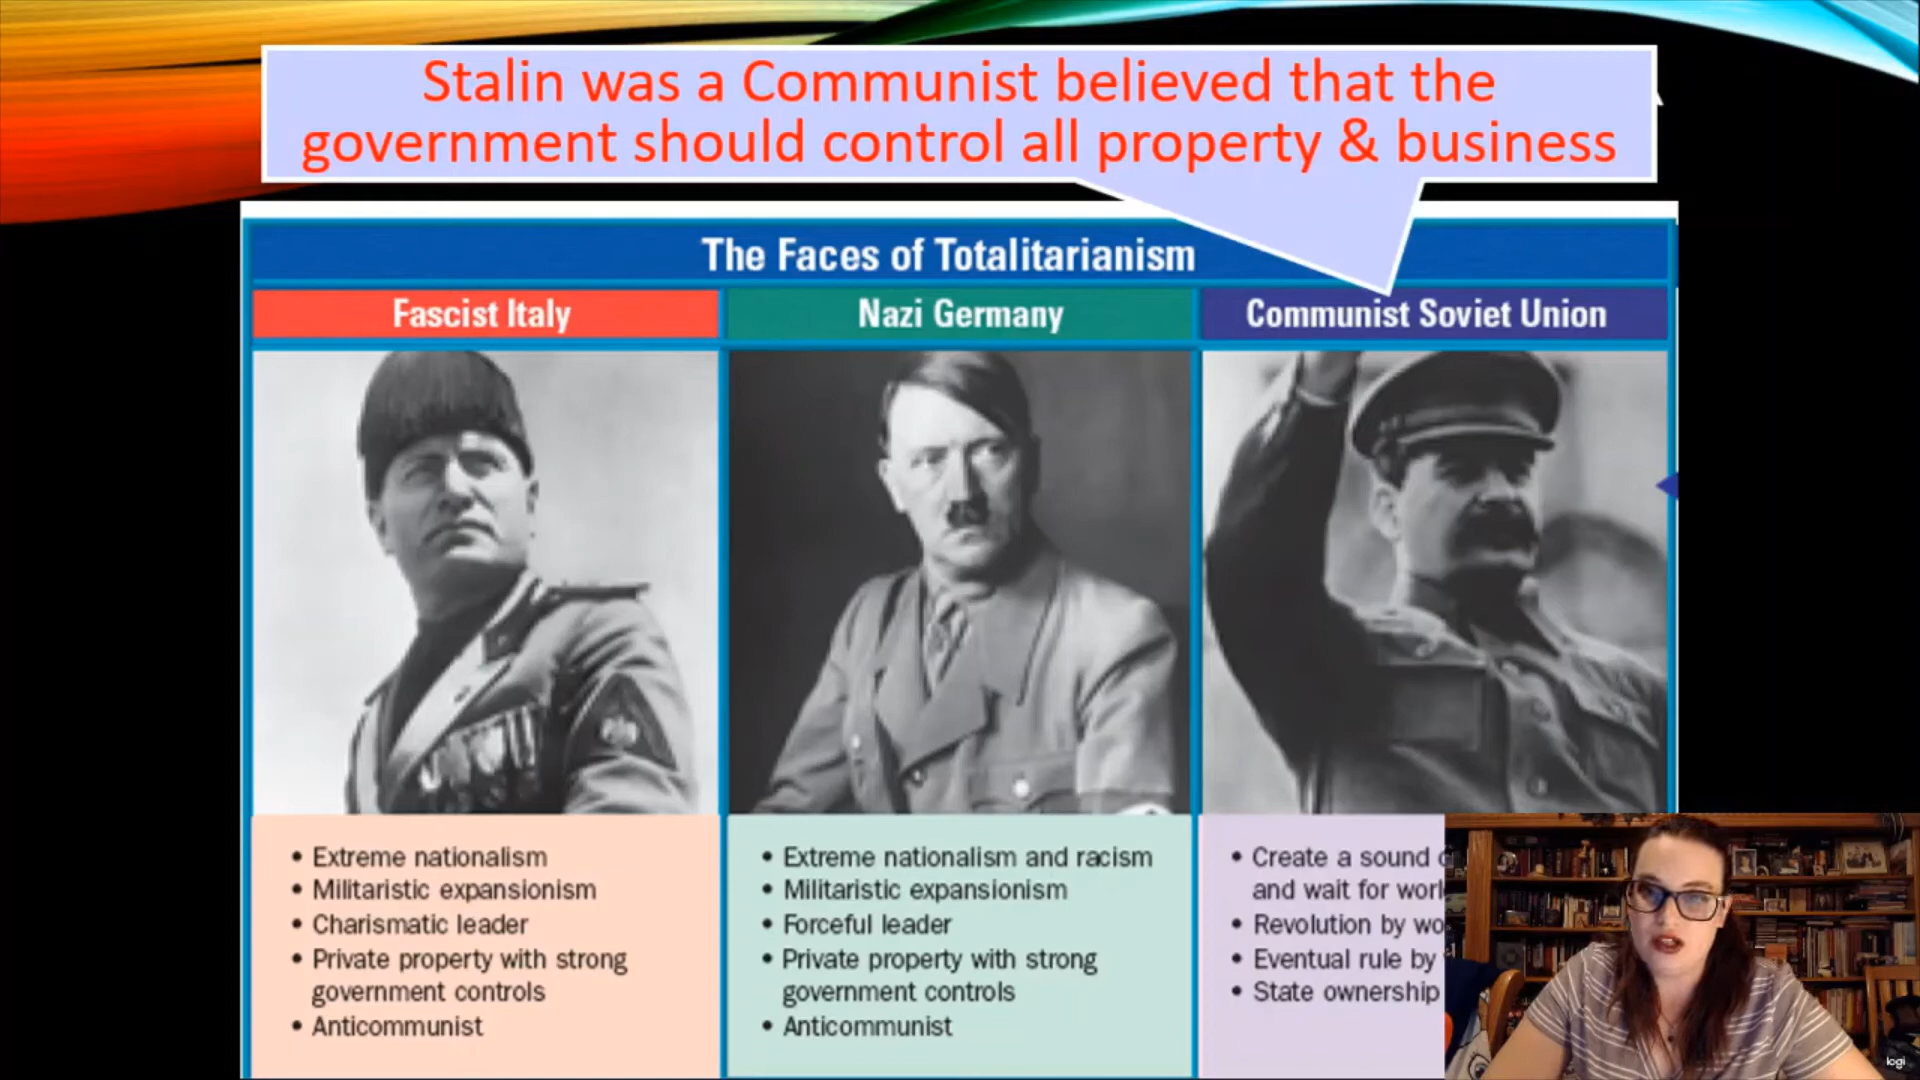 Stalin was a Communist believed that the
government should control all property & business
The Faces of Totalitarianism
Fascist Italy
Nazi Germany
Communist Soviet Union
• Extreme nationalism
• Militaristic expansionism
• Charismatic leader
• Private property with strong
government controls
• Anticommunist
• Extreme nationalism and racism
• Militaristic expansionism
• Forceful leader
• Private property with strong
government controls
• Anticommunist
• Create a sound
and wait for
• Revolution by
• Eventual rule by
• State ownership
logi